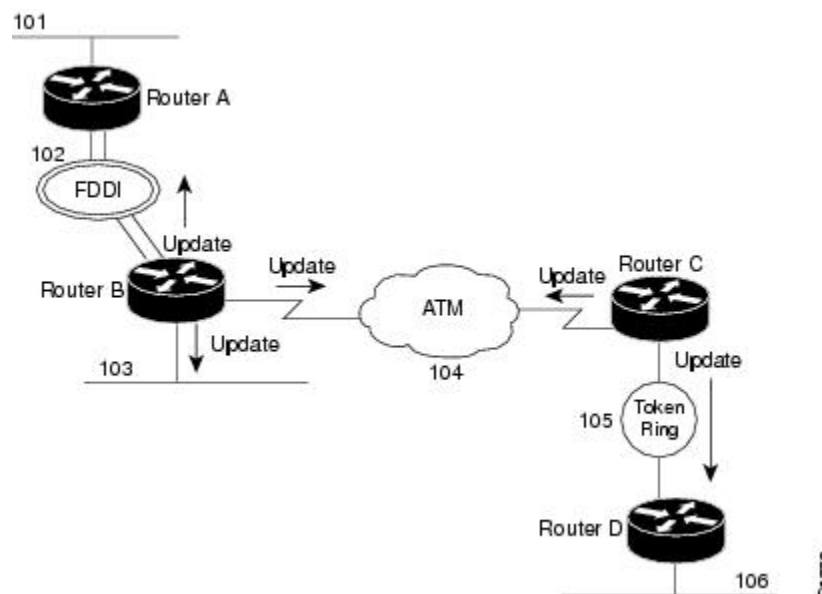 101
Router A
102
FDDI
Update
Router B
Update
Update
103
ATM
104
Update
Router C
Update
105
Token
Ring
Router D
106